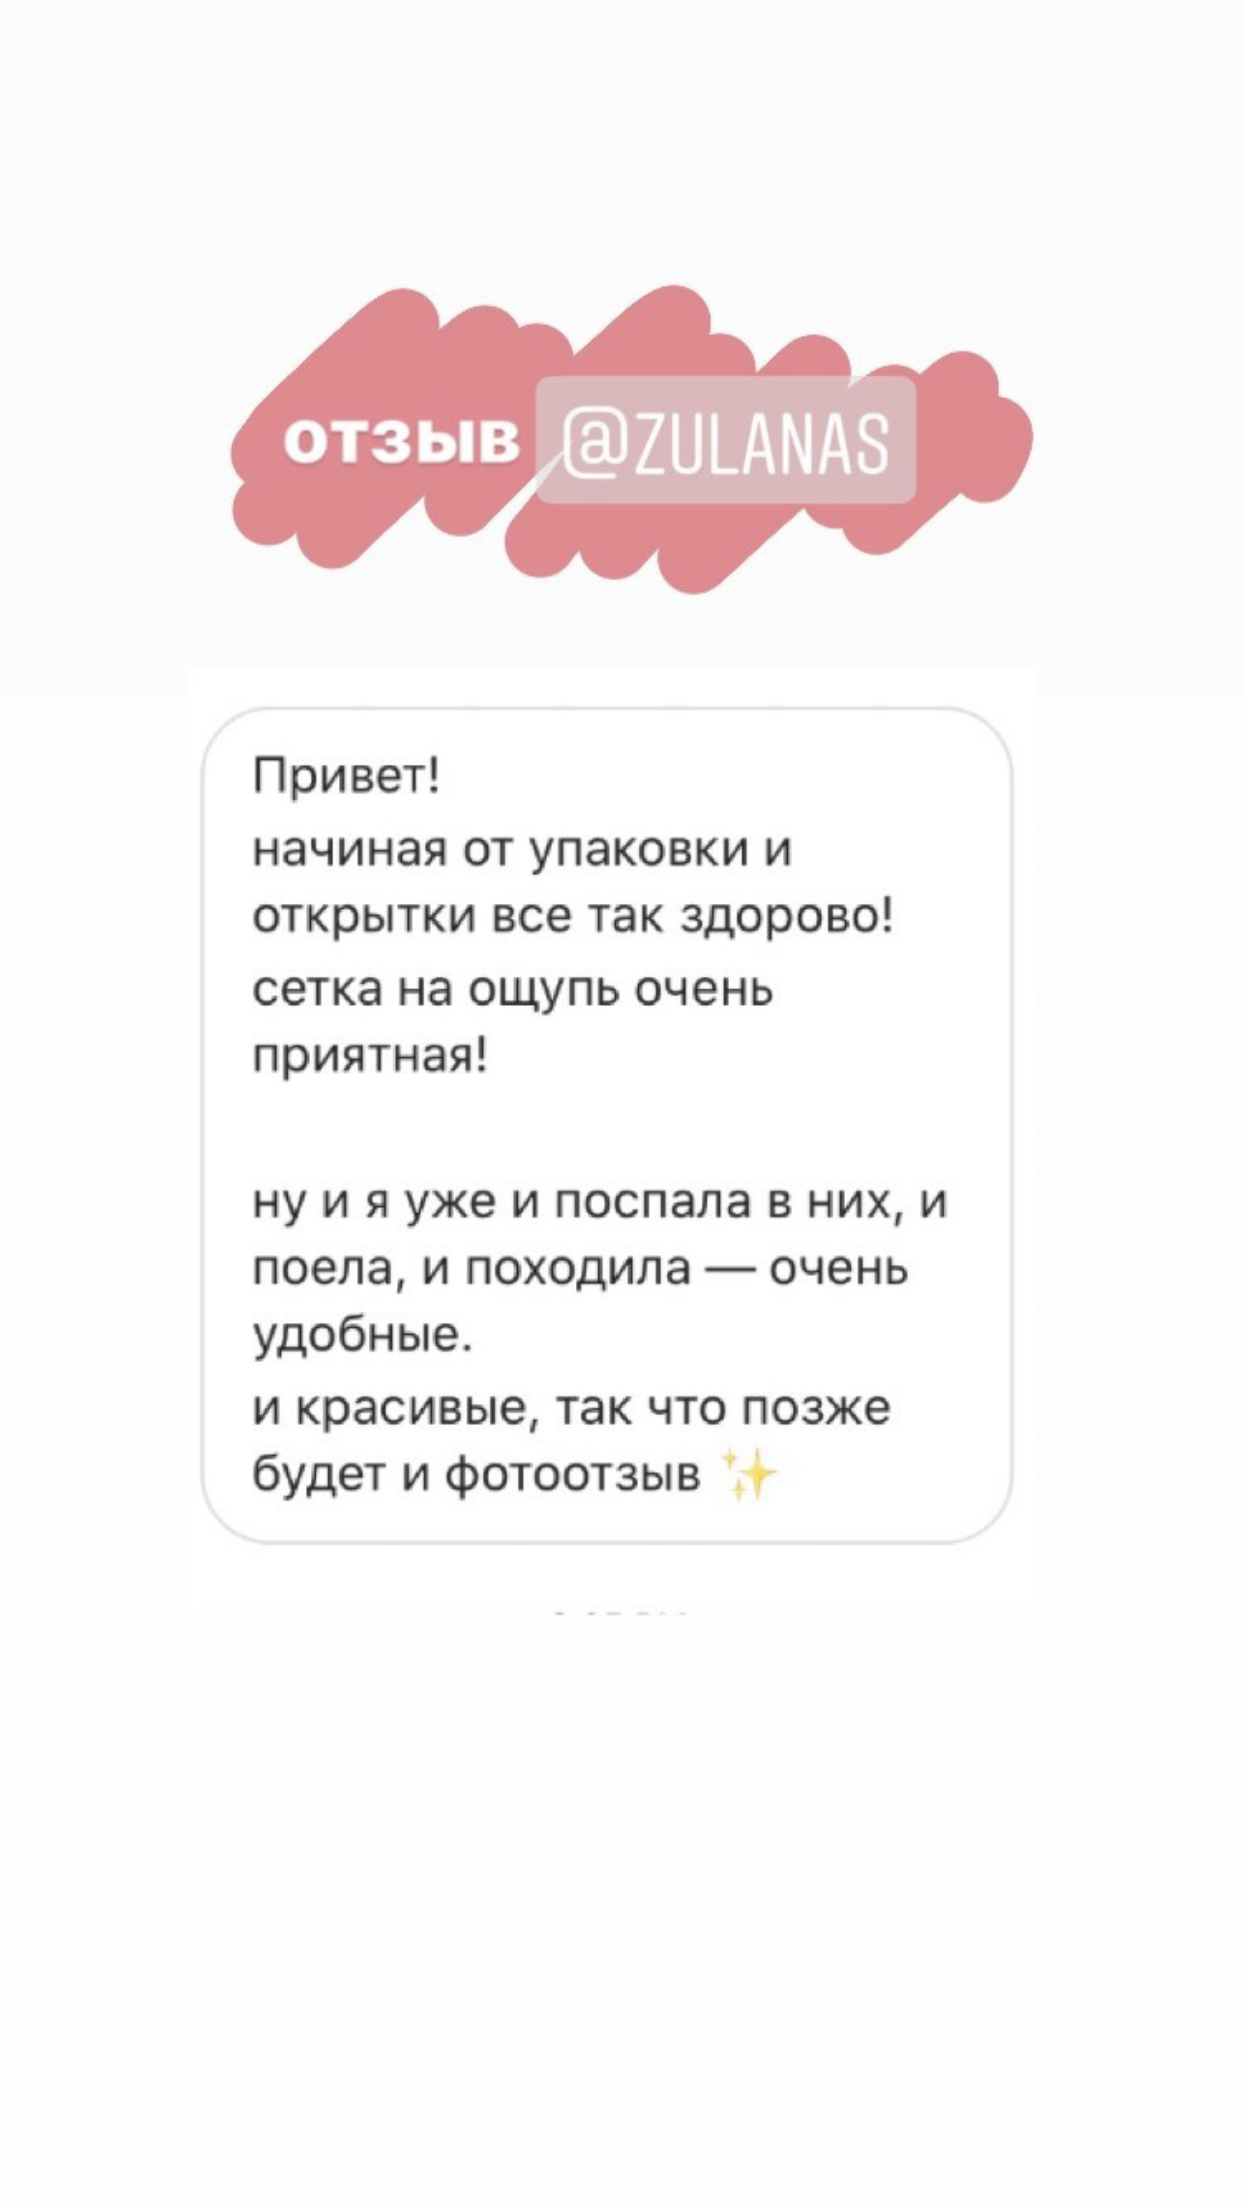 отзыв @ZULANAS
Привет!
начиная от упаковки и
открытки все так здорово!
сетка на ощупь очень
приятная!
ну и я уже и поспала в них, и
поела, и походила — очень
удобные.
и красивые, так что позже
будет и фотоотзыв ✨